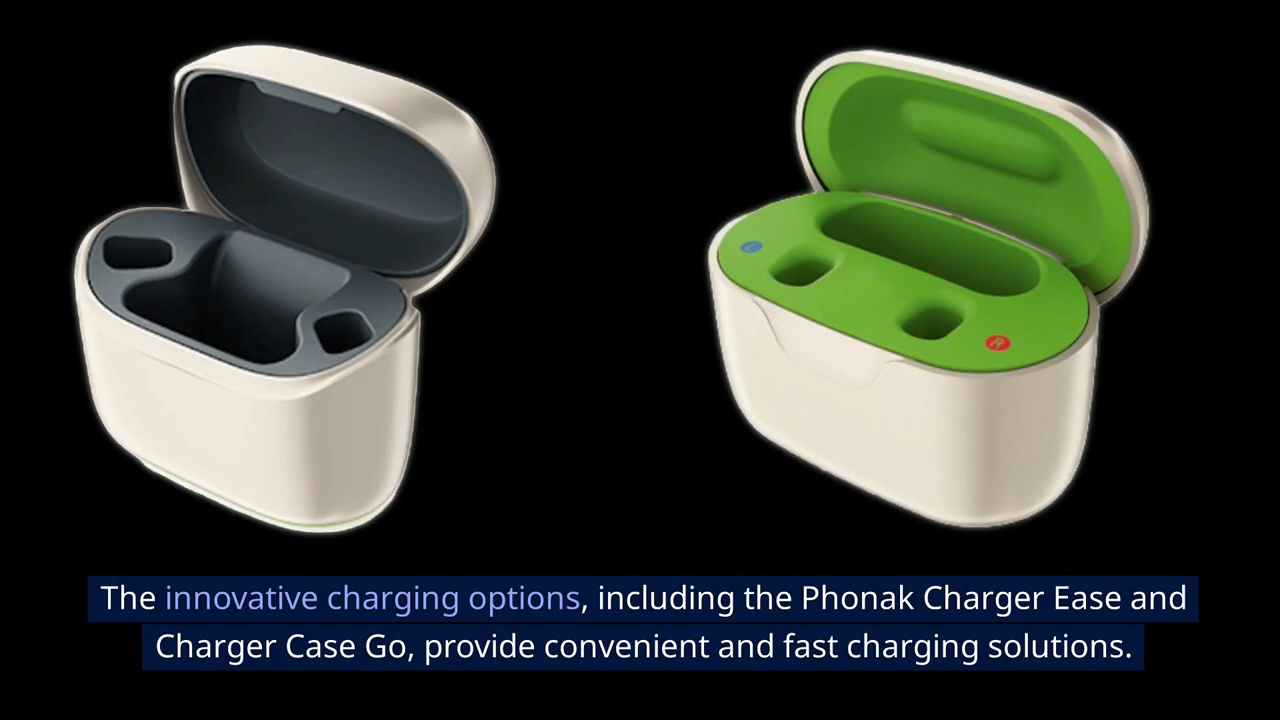 L
R
The innovative charging options, including the Phonak Charger Ease and
Charger Case Go, provide convenient and fast charging solutions.